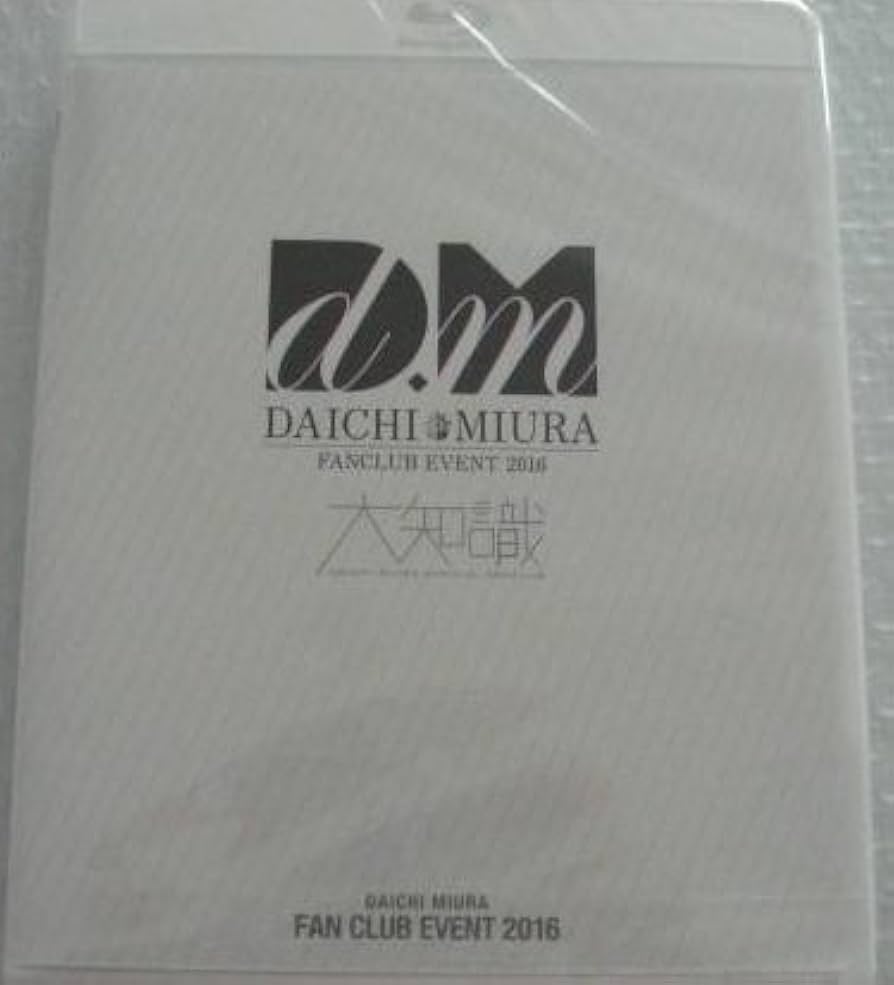 D.M
d m
DAICHI MIURA
FANCLUB EVENT 2016
大知識
DAICHI MIURA
FAN CLUB EVENT 2016